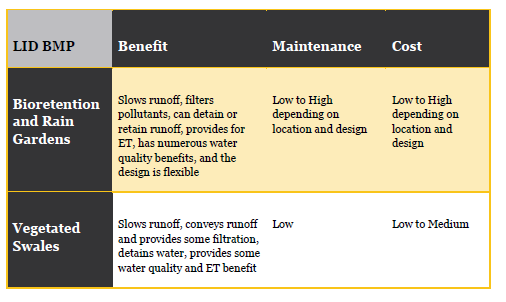 LID BMP Benefit Maintenance Cost
Bioretention
and Rain
Gardens
Slows runoff, filters
pollutants, can detain or
retain runoff, provides for
ET, has numerous water
quality benefits, and the
design is flexible
Low to High
depending on
location and design
Low to High
depending on
location and
design
Vegetated
Swales
Slows runoff, conveys runoff
and provides some filtration,
detains water, provides some
water quality and ET benefit
Low
Low to Medium